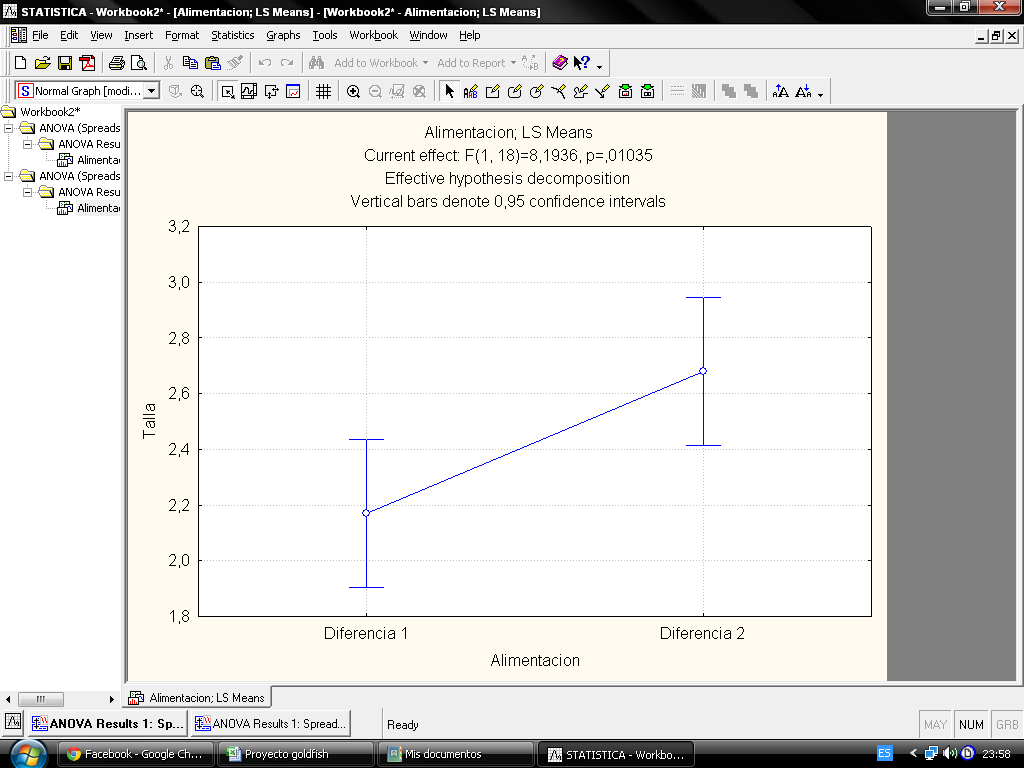 STATISTICA - Workbook2* - [Alimentacion; LS Means] - [Workbook2* - Alimentacion; LS Means]
File Edit View Insert Format Statistics Graphs Tools Workbook Window Help
Add to Workbook Add to Report
Normal Graph [modi...
Workbook2*
ANOVA (Spreads
ANOVA Resu
Alimenta
ANOVA (Spreads
ANOVA Resu
Alimenta
Alimentacion; LS Means
Current effect: F(1, 18)=8,1936, p=,01035
Effective hypothesis decomposition
Vertical bars denote 0,95 confidence intervals
3,2
3,0
2,8
2,6
2,4
2,2
2,0
1,8
Talla
Diferencia 1 Diferencia 2
Alimentacion
Alimentacion; LS Means
ANOVA Results 1: Sp... ANOVA Results 1: Spread...
Ready
MAY NUM GRB
Facebook - Google Ch... Proyecto goldfish Mis documentos STATISTICA - Workbo... ES 23:58